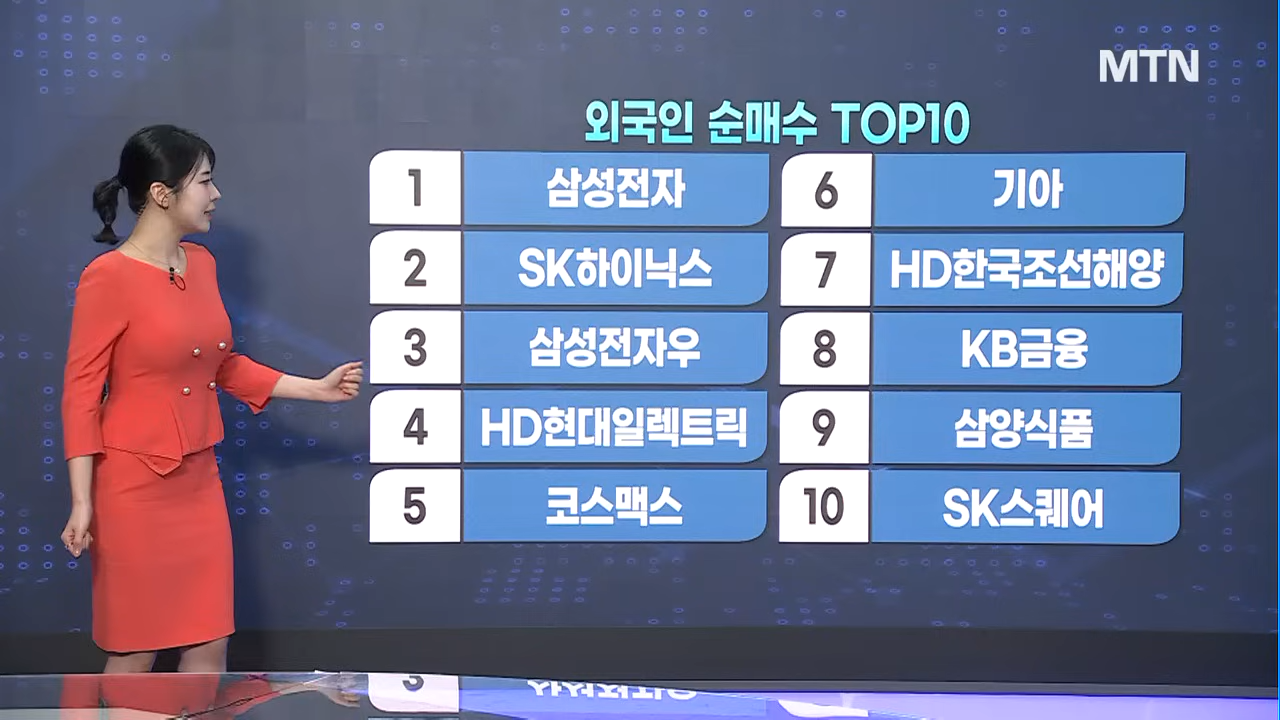 MTN
외국인 순매수 TOP10
1 삼성전자
2 SK하이닉스
3 삼성전자우
4 HD현대일렉트릭
5 코스맥스
6 기아
7 HD한국조선해양
8 KB금융
9 삼양식품
10 SK스퀘어